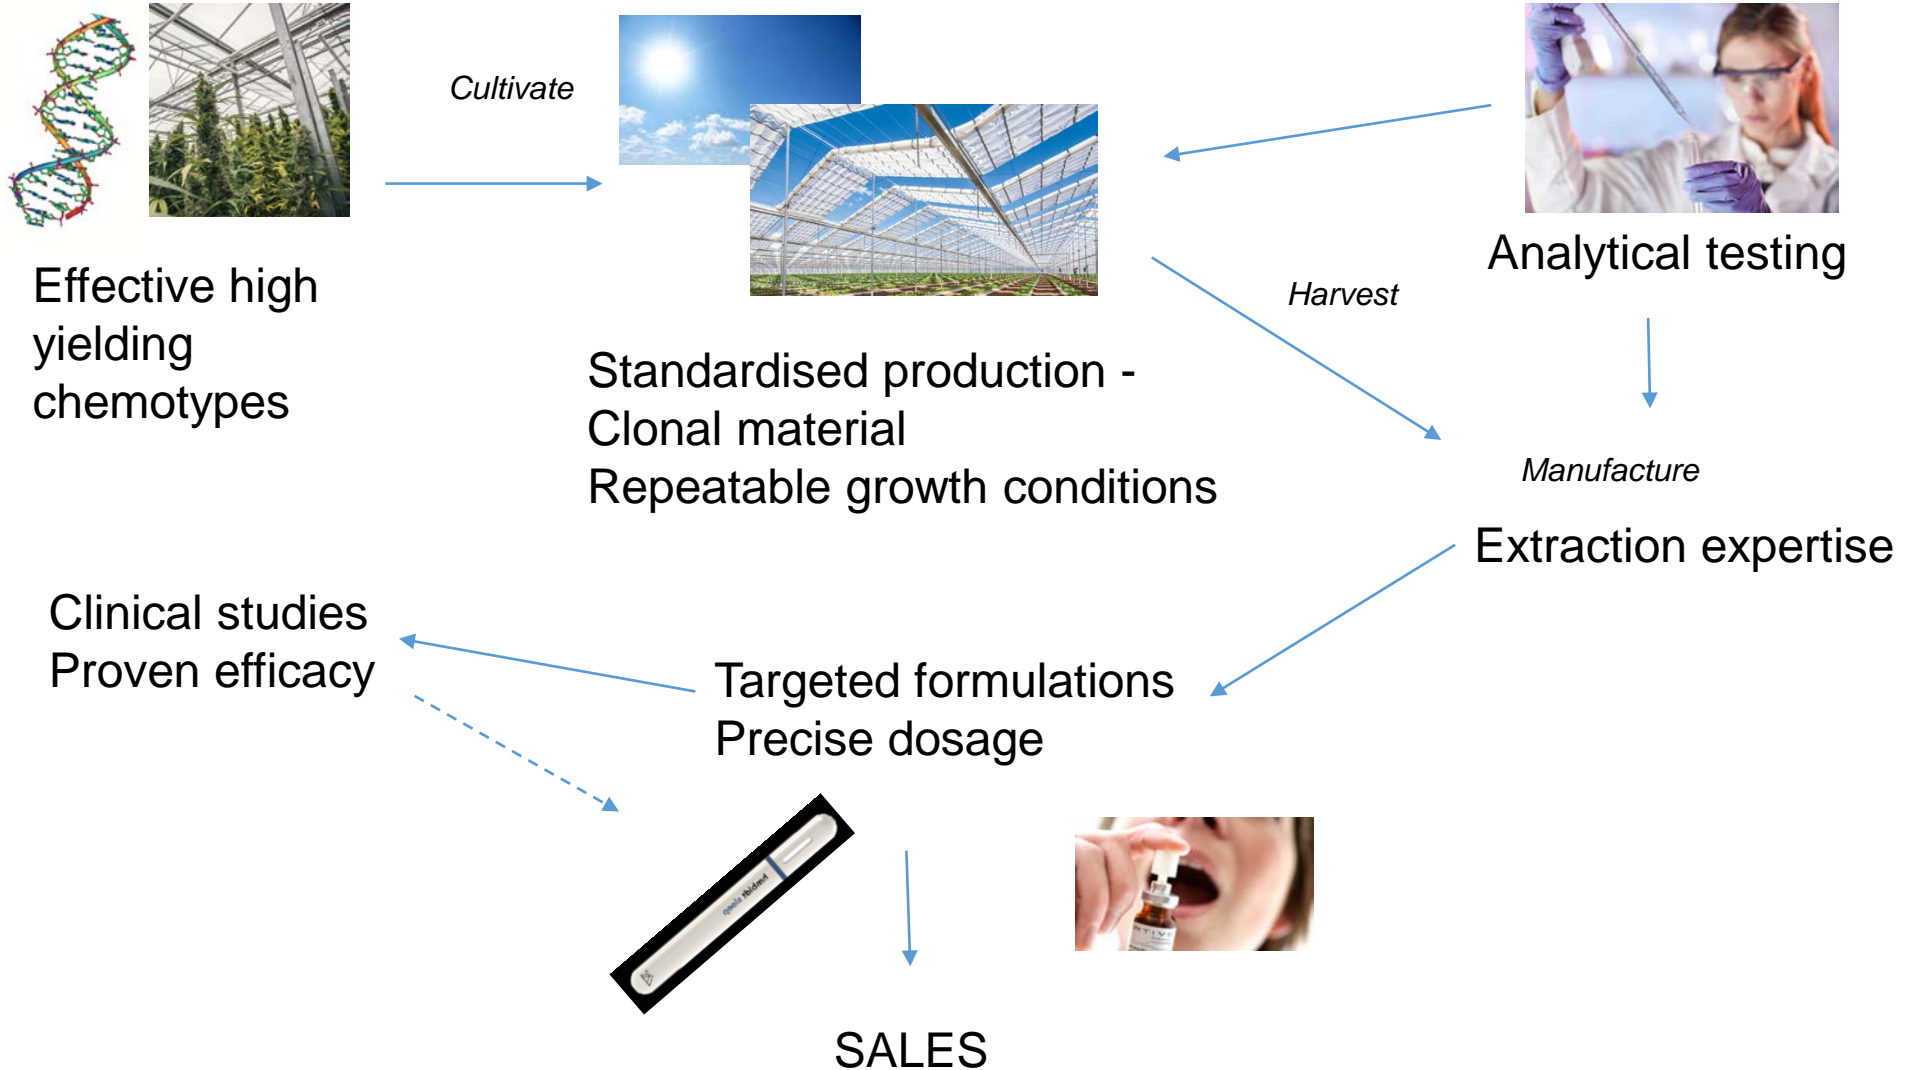 Cultivate
Effective high
yielding
chemotypes
Standardised production -
Clonal material
Repeatable growth conditions
Harvest
Analytical testing
Manufacture
Extraction expertise
Clinical studies
Proven efficacy
Targeted formulations
Precise dosage
SALES